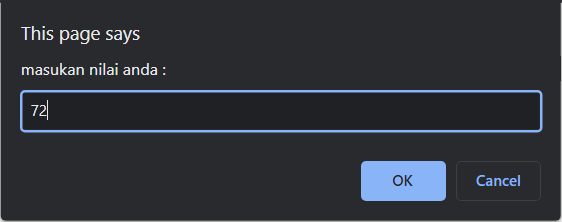 This page says
masukan nilai anda :
72
OK
Cancel